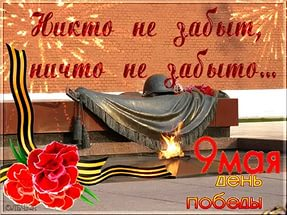 Никто не забыт,
ничто не забыто...
9 мая
день
победы